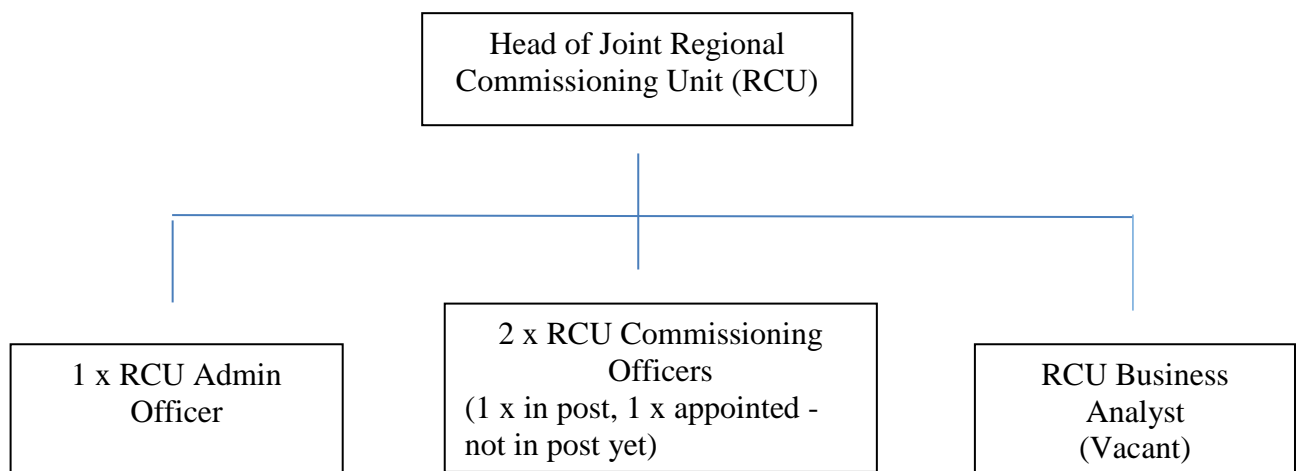 Head of Joint Regional
Commissioning Unit (RCU)
1 x RCU Admin
Officer
2 x RCU Commissioning
Officers
(1 x in post, 1 x appointed -
not in post yet)
RCU Business
Analyst
(Vacant)